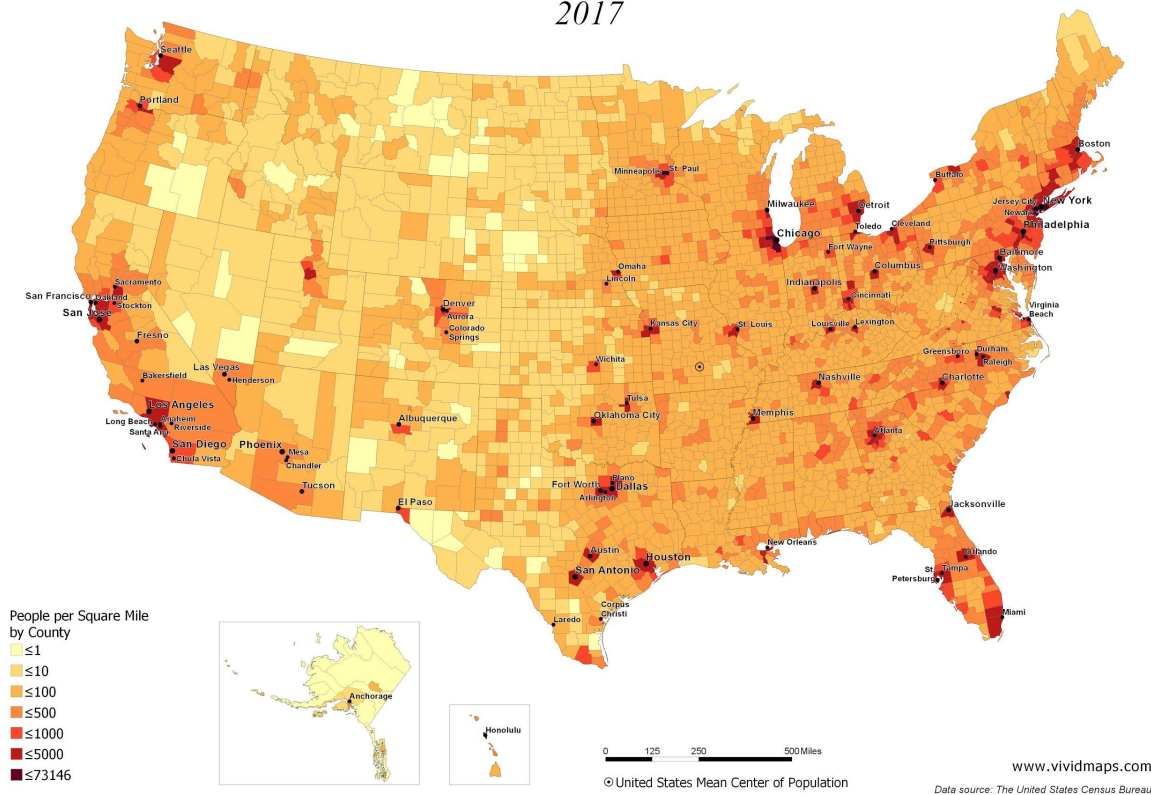 2017
Seattle
Portland
Sacramento
San Francisco
Oakland
Stockton
San Jose
Fresno
Las Vegas
Henderson
Bakersfield
Los Angeles
Long Beach
Anaheim
Riverside
Santa Ana
San Diego
Chula Vista
Phoenix
Mesa
Chandler
Tucson
Denver
Aurora
Colorado
Springs
Albuquerque
El Paso
Minneapolis
St. Paul
Omaha
Lincoln
Kansas City
St. Louis
Wichita
Tulsa
Oklahoma City
Plano
Fort Worth
Dallas
Arlington
Austin
Houston
San Antonio
Corpus
Christi
Laredo
New Orleans
Milwaukee
Chicago
Detroit
Toledo
Cleveland
Fort Wayne
Columbus
Indianapolis
Cincinnati
Louisville
Lexington
Nashville
Memphis
Atlanta
Buffalo
Pittsburgh
Boston
Jersey City
New York
Newark
Philadelphia
Baltimore
Washington
Virginia
Beach
Greensboro
Durham
Raleigh
Charlotte
Jacksonville
Orlando
St.
Tampa
Petersburg
Miami
People per Square Mile
by County
≤1
≤10
≤100
≤500
≤1000
≤5000
≤73146
Anchorage
Honolulu
0 125 250 500 Miles
United States Mean Center of Population
www.vividmaps.com
Data source: The United States Census Bureau